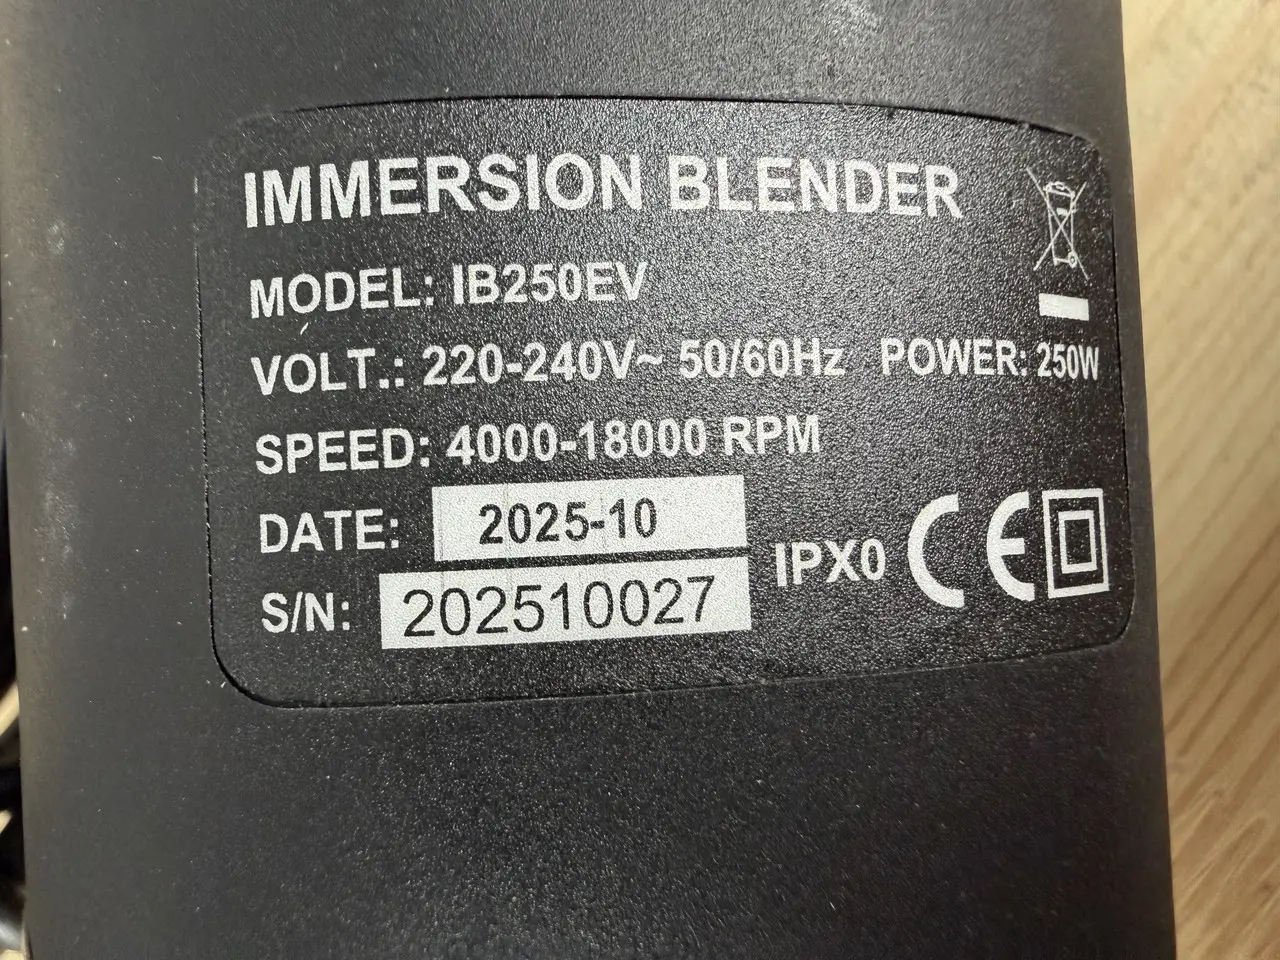 IMMERSION BLENDER
MODEL: IB250EV
VOLT.: 220-240V~ 50/60Hz POWER: 250W
SPEED: 4000-18000 RPM
DATE: 2025-10
IPX0 CE
S/N: 202510027